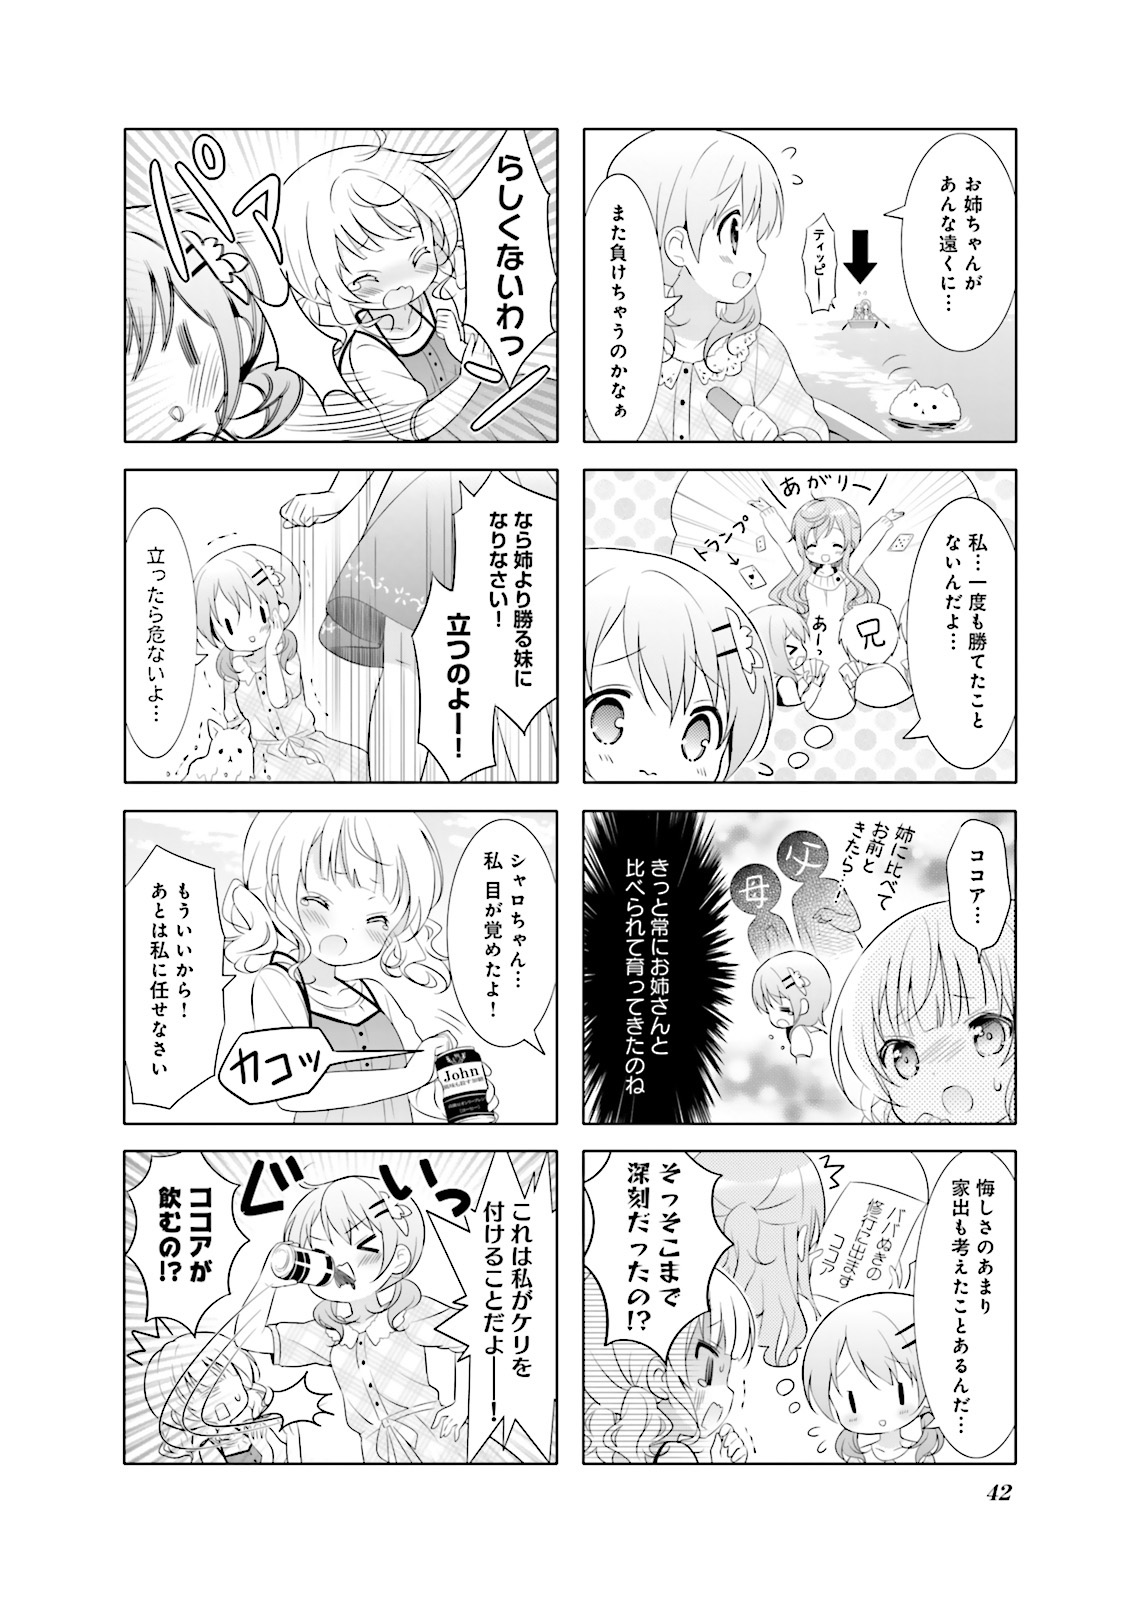 お姉ちゃんが
あんな遠くに…
ティッピー
また負けちゃうのかなぁ
私…一度も勝てたこと
ないんだよ…
あがりー
トランプ
あーっ
兄
ココア…
姉に比べて
お前と
きたら…!
父
母
きっと常にお姉さんと
比べられて育ってきたのね
悔しさのあまり
家出も考えたことあるんだ…
ババぬきの
修行に出ます
ココア
そっそこまで
深刻だったの!?
らしくないわっ
パァン
なら姉より勝る妹に
なりなさい!
立つのよー!
立ったら危ないよ…
シャロちゃん…
私 目が覚めたよ!
もういいから!
あとは私に任せなさい
カコッ
John
これは私がケリを
付けることだよ――!
ぐいっ
ココアが
飲むの!?
42